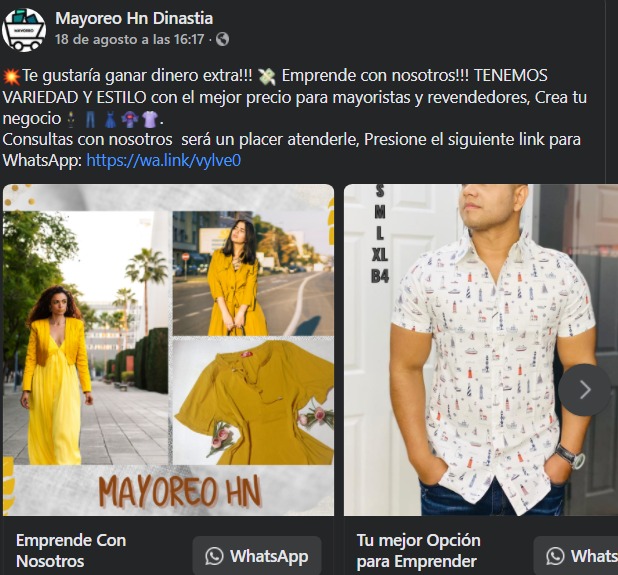 MAYOREO
Mayoreo Hn Dinastia
18 de agosto a las 16:17 ·
💥Te gustaría ganar dinero extra!!! 💸 Emprende con nosotros!!! TENEMOS
VARIEDAD Y ESTILO con el mejor precio para mayoristas y revendedores, Crea tu
negocio🕴👖👗👘👚.
Consultas con nosotros será un placer atenderle, Presione el siguiente link para
WhatsApp: https://wa.link/vylve0
MAYOREO HN
S
M
L
XL
B4
Emprende Con
Nosotros
WhatsApp
Tu mejor Opción
para Emprender
Whats